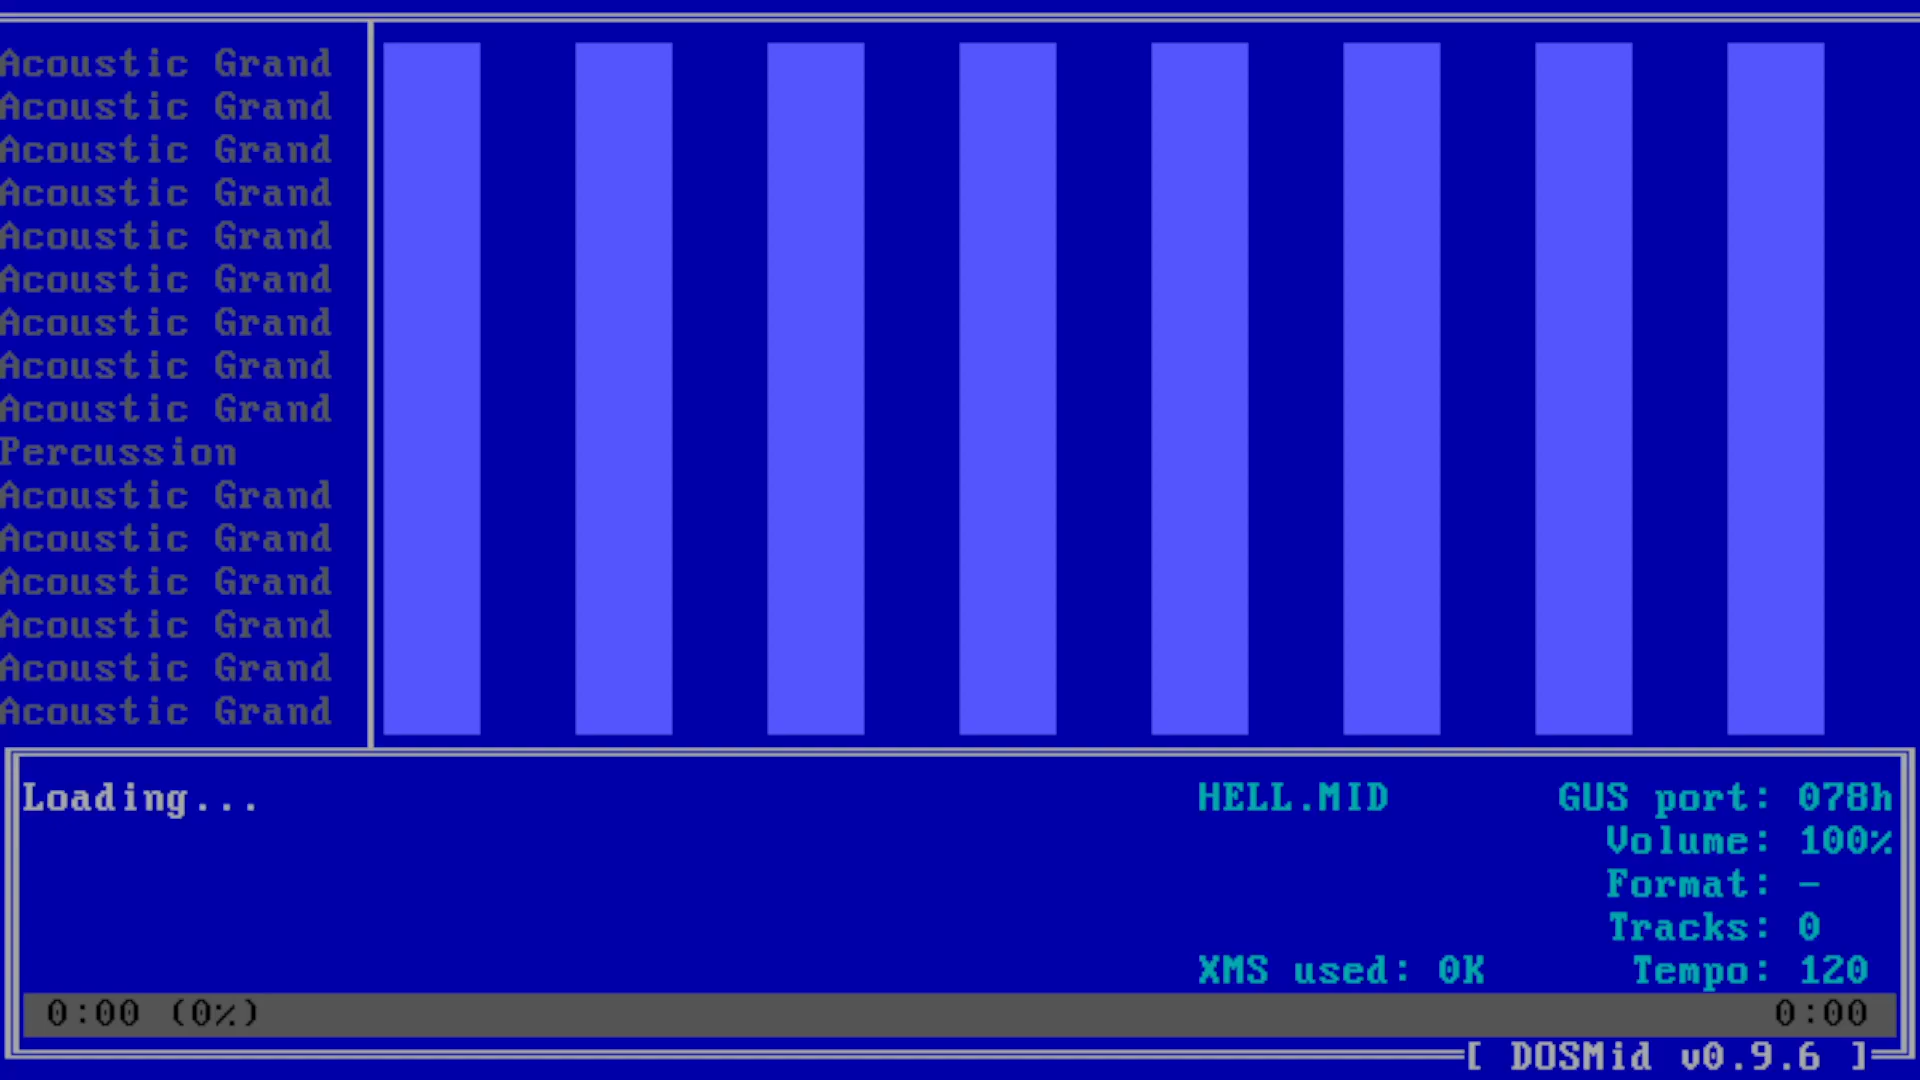 Acoustic Grand
Acoustic Grand
Acoustic Grand
Acoustic Grand
Acoustic Grand
Acoustic Grand
Acoustic Grand
Acoustic Grand
Acoustic Grand
Percussion
Acoustic Grand
Acoustic Grand
Acoustic Grand
Acoustic Grand
Acoustic Grand
Acoustic Grand
Loading... HELL.MID GUS port: 078h
Volume: 100%
Format: -
Tracks: 0
XMS used: 0K Tempo: 120
0:00 (0%) 0:00
[ DOSMid v0.9.6 ]